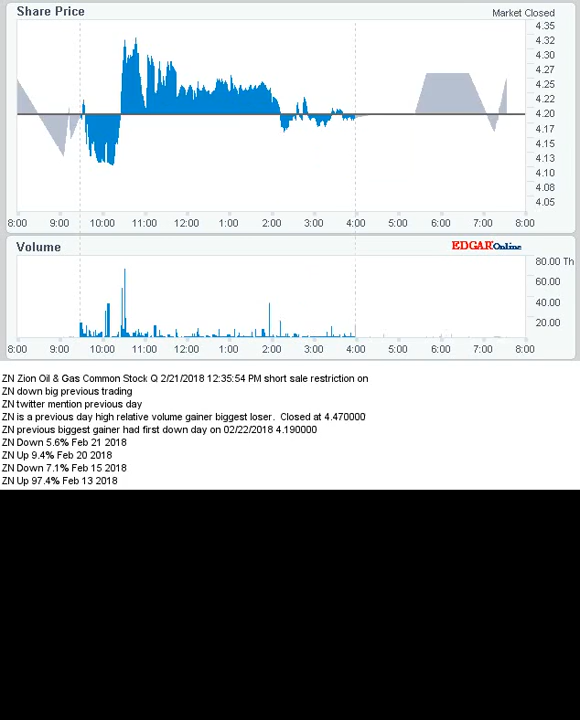 Share Price
Market Closed
4.35
4.32
4.30
4.27
4.25
4.22
4.20
4.17
4.15
4.13
4.10
4.08
4.05
8:00 9:00 10:00 11:00 12:00 1:00 2:00 3:00 4:00 5:00 6:00 7:00 8:00
Volume
EDGAR Online
80.00 Th
60.00
40.00
20.00
8:00 9:00 10:00 11:00 12:00 1:00 2:00 3:00 4:00 5:00 6:00 7:00 8:00
ZN Zion Oil & Gas Common Stock Q 2/21/2018 12:35:54 PM short sale restriction on
ZN down big previous trading
ZN twitter mention previous day
ZN is a previous day high relative volume gainer biggest loser.  Closed at 4.470000
ZN previous biggest gainer had first down day on 02/22/2018 4.190000
ZN Down 5.6% Feb 21 2018
ZN Up 9.4% Feb 20 2018
ZN Down 7.1% Feb 15 2018
ZN Up 97.4% Feb 13 2018